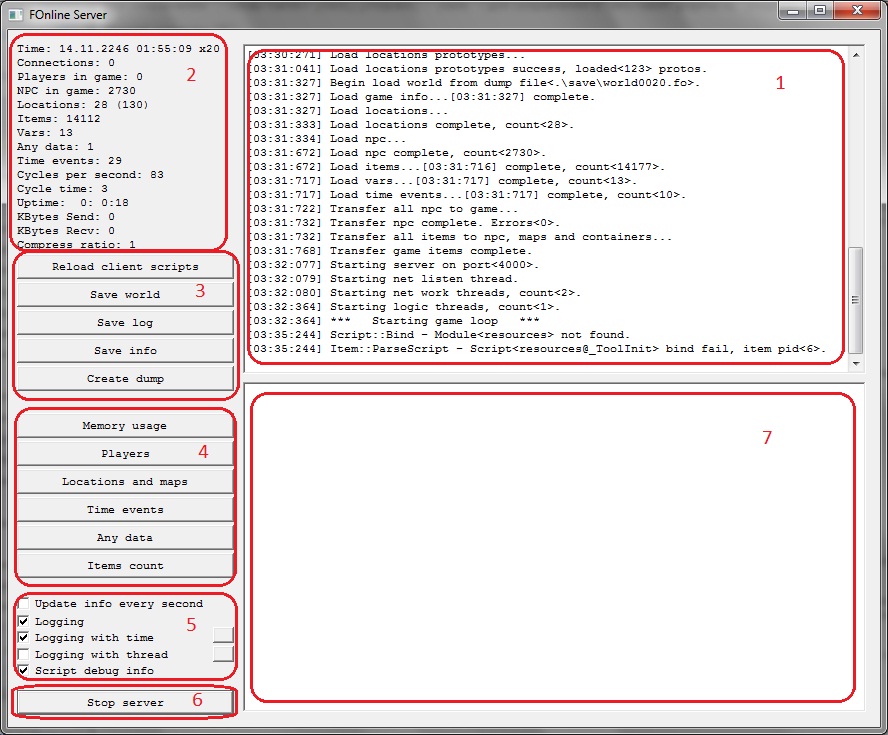 FOnline Server
Time: 14.11.2246 01:55:09 x20
Connections: 0
Players in game: 0
NPC in game: 2730
Locations: 28 (130)
Items: 14112
Vars: 13
Any data: 1
Time events: 29
Cycles per second: 83
Cycle time: 3
Uptime:  0: 0:18
KBytes Send: 0
KBytes Recv: 0
Compress ratio: 1
2
Reload client scripts
Save world
3
Save log
Save info
Create dump
Memory usage
Players
4
Locations and maps
Time events
Any data
Items count
Update info every second
Logging
5
Logging with time
Logging with thread
Script debug info
Stop server
6
[03:30:271] Load locations prototypes...
[03:31:041] Load locations prototypes success, loaded<123> protos.
1
[03:31:327] Begin load world from dump file<.\save\world0020.fo>.
[03:31:327] Load game info...[03:31:327] complete.
[03:31:327] Load locations...
[03:31:333] Load locations complete, count<28>.
[03:31:334] Load npc...
[03:31:672] Load npc complete, count<2730>.
[03:31:672] Load items...[03:31:716] complete, count<14177>.
[03:31:717] Load vars...[03:31:717] complete, count<13>.
[03:31:717] Load time events...[03:31:717] complete, count<10>.
[03:31:722] Transfer all npc to game...
[03:31:732] Transfer npc complete. Errors<0>.
[03:31:732] Transfer all items to npc, maps and containers...
[03:31:768] Transfer game items complete.
[03:32:077] Starting server on port<4000>.
[03:32:079] Starting net listen thread.
[03:32:080] Starting net work threads, count<2>.
[03:32:364] Starting logic threads, count<1>.
[03:32:364] ***   Starting game loop   ***
[03:35:244] Script::Bind - Module<resources> not found.
[03:35:244] Item::ParseScript - Script<resources@_ToolInit> bind fail, item pid<6>.
7